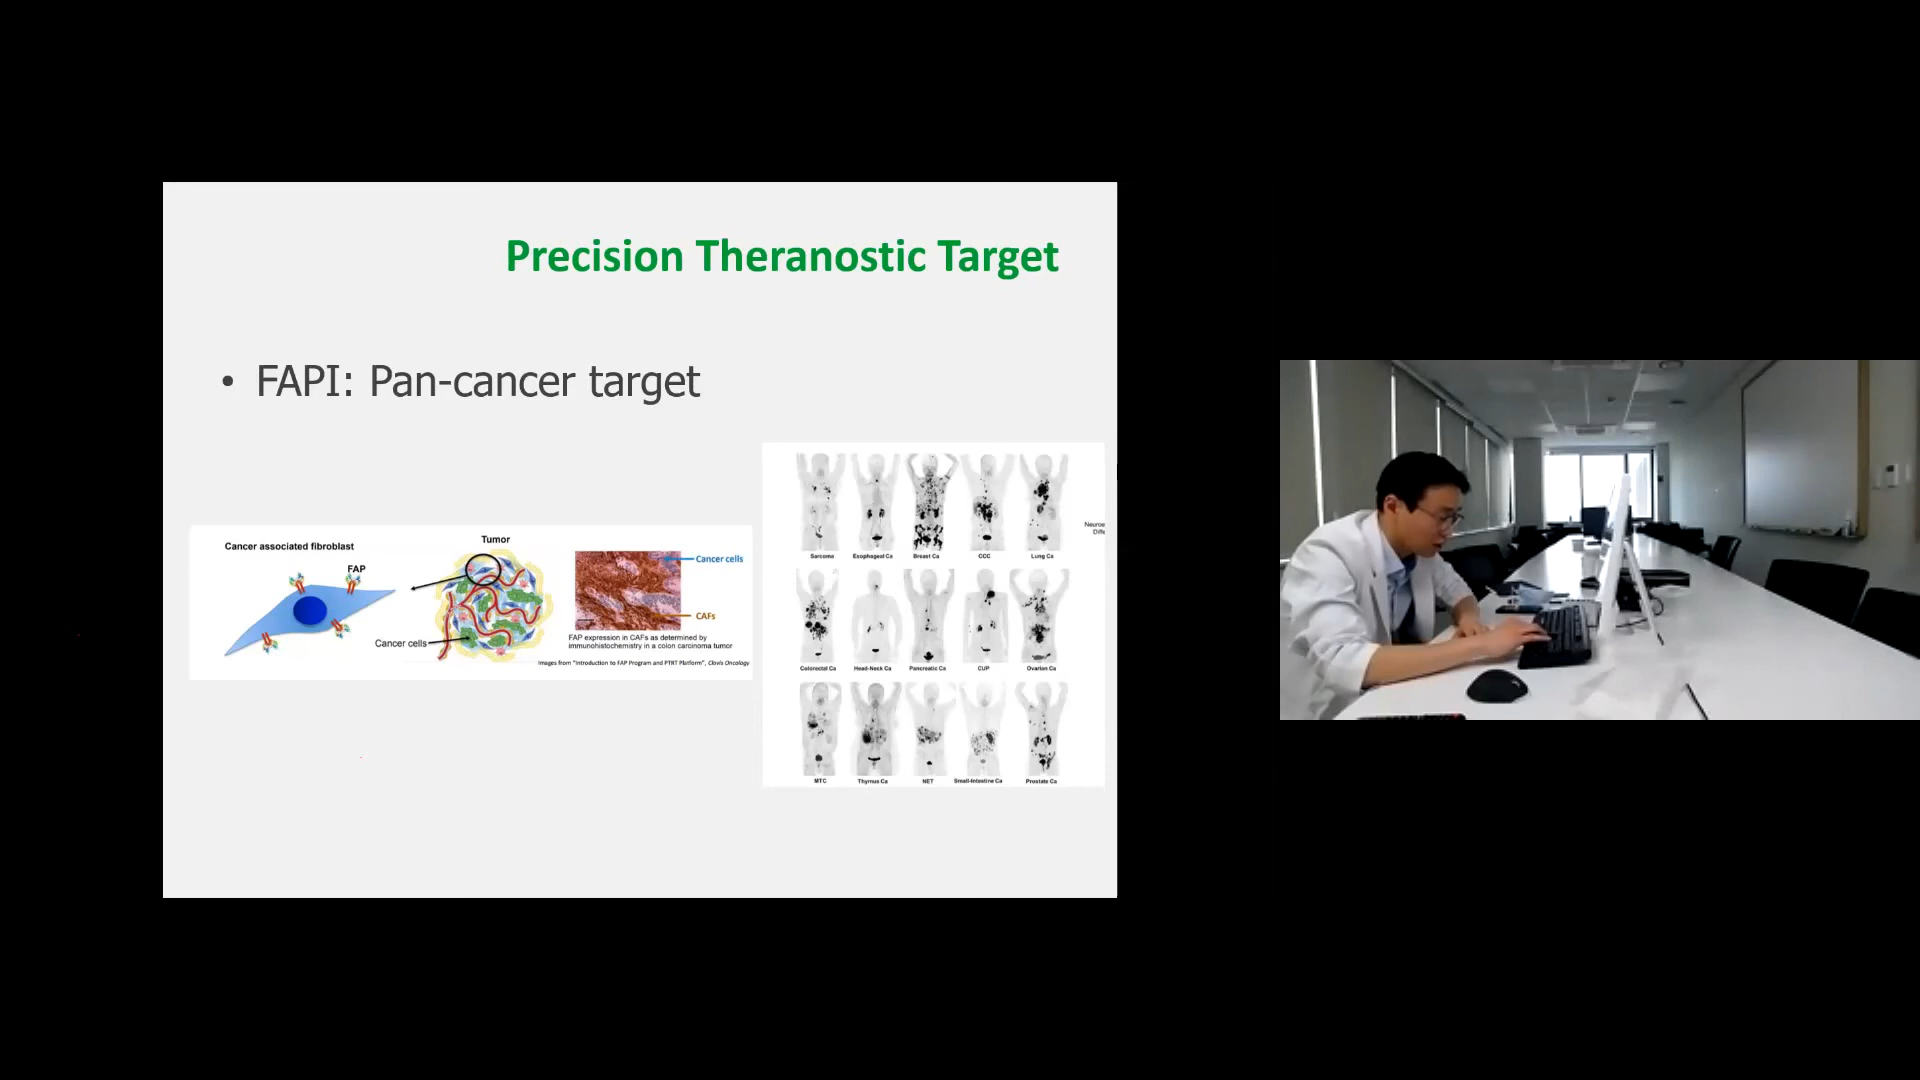 Precision Theranostic Target
• FAPI: Pan-cancer target
Cancer associated fibroblast
FAP
Tumor
Cancer cells
Cancer cells
CAFs
FAP expression in CAFs as determined by
immunohistochemistry in a colon carcinoma tumor
Images from "Introduction to FAP Program and PTRT Platform", Clovis Oncology
Sarcoma
Esophageal Ca
Breast Ca
CCC
Lung Ca
Neuroe
Diffe
Colorectal Ca
Head-Neck Ca
Pancreatic Ca
CUP
Ovarian Ca
MTC
Thymus Ca
NET
Small-Intestine Ca
Prostate Ca